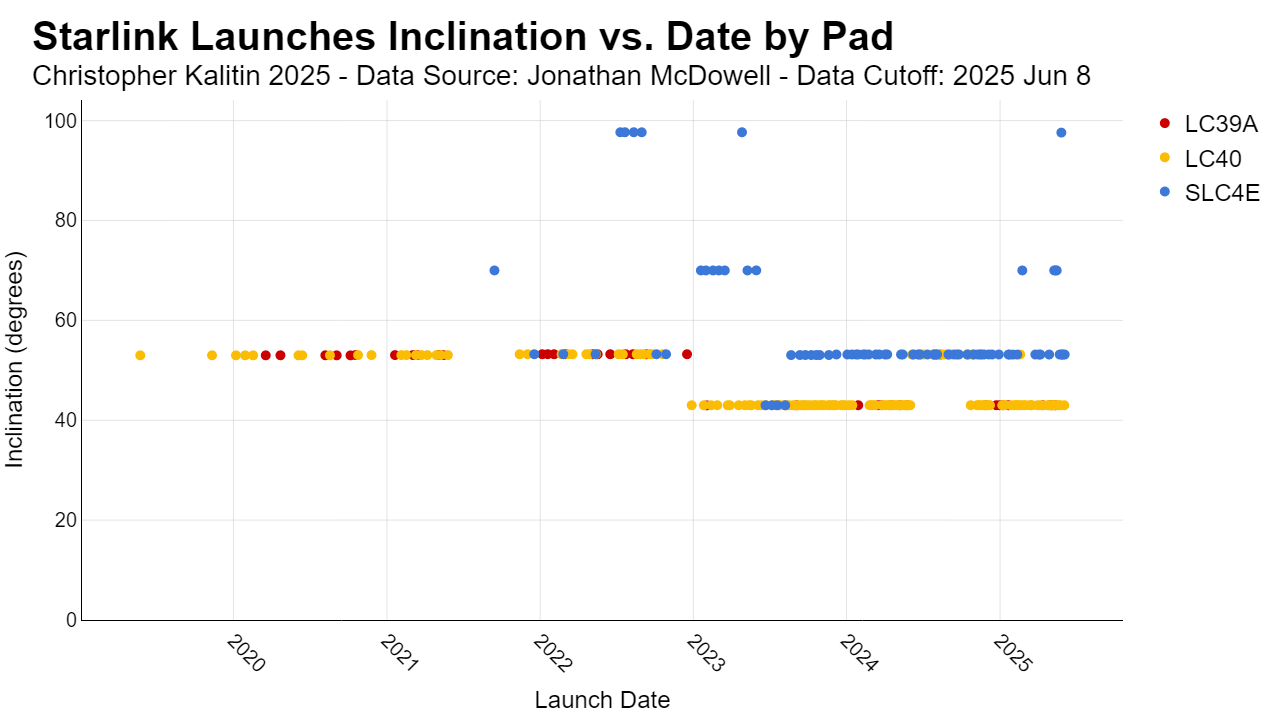 Starlink Launches Inclination vs. Date by Pad
Christopher Kalitin 2025 - Data Source: Jonathan McDowell - Data Cutoff: 2025 Jun 8
LC39A
LC40
SLC4E
Inclination (degrees)
100
80
60
40
20
0
2020
2021
2022
2023
2024
2025
Launch Date